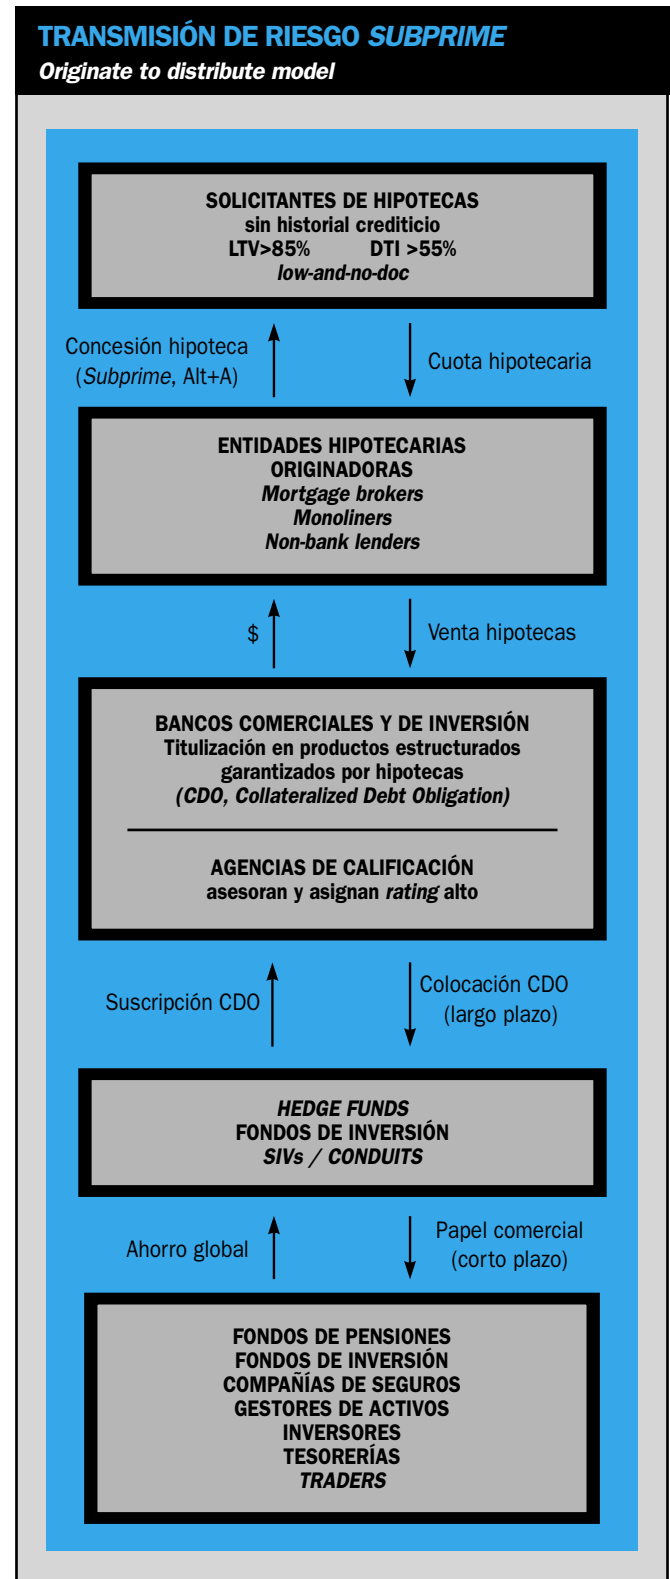 TRANSMISIÓN DE RIESGO SUBPRIME
Originate to distribute model
SOLICITANTES DE HIPOTECAS
sin historial crediticio
LTV>85% DTI >55%
low-and-no-doc
Concesión hipoteca
(Subprime, Alt+A)
Cuota hipotecaria
ENTIDADES HIPOTECARIAS
ORIGINADORAS
Mortgage brokers
Monoliners
Non-bank lenders
$
Venta hipotecas
BANCOS COMERCIALES Y DE INVERSIÓN
Titulización en productos estructurados
garantizados por hipotecas
(CDO, Collateralized Debt Obligation)
AGENCIAS DE CALIFICACIÓN
asesoran y asignan rating alto
Suscripción CDO
Colocación CDO
(largo plazo)
HEDGE FUNDS
FONDOS DE INVERSIÓN
SIVs / CONDUITS
Ahorro global
Papel comercial
(corto plazo)
FONDOS DE PENSIONES
FONDOS DE INVERSIÓN
COMPAÑÍAS DE SEGUROS
GESTORES DE ACTIVOS
INVERSORES
TESORERÍAS
TRADERS